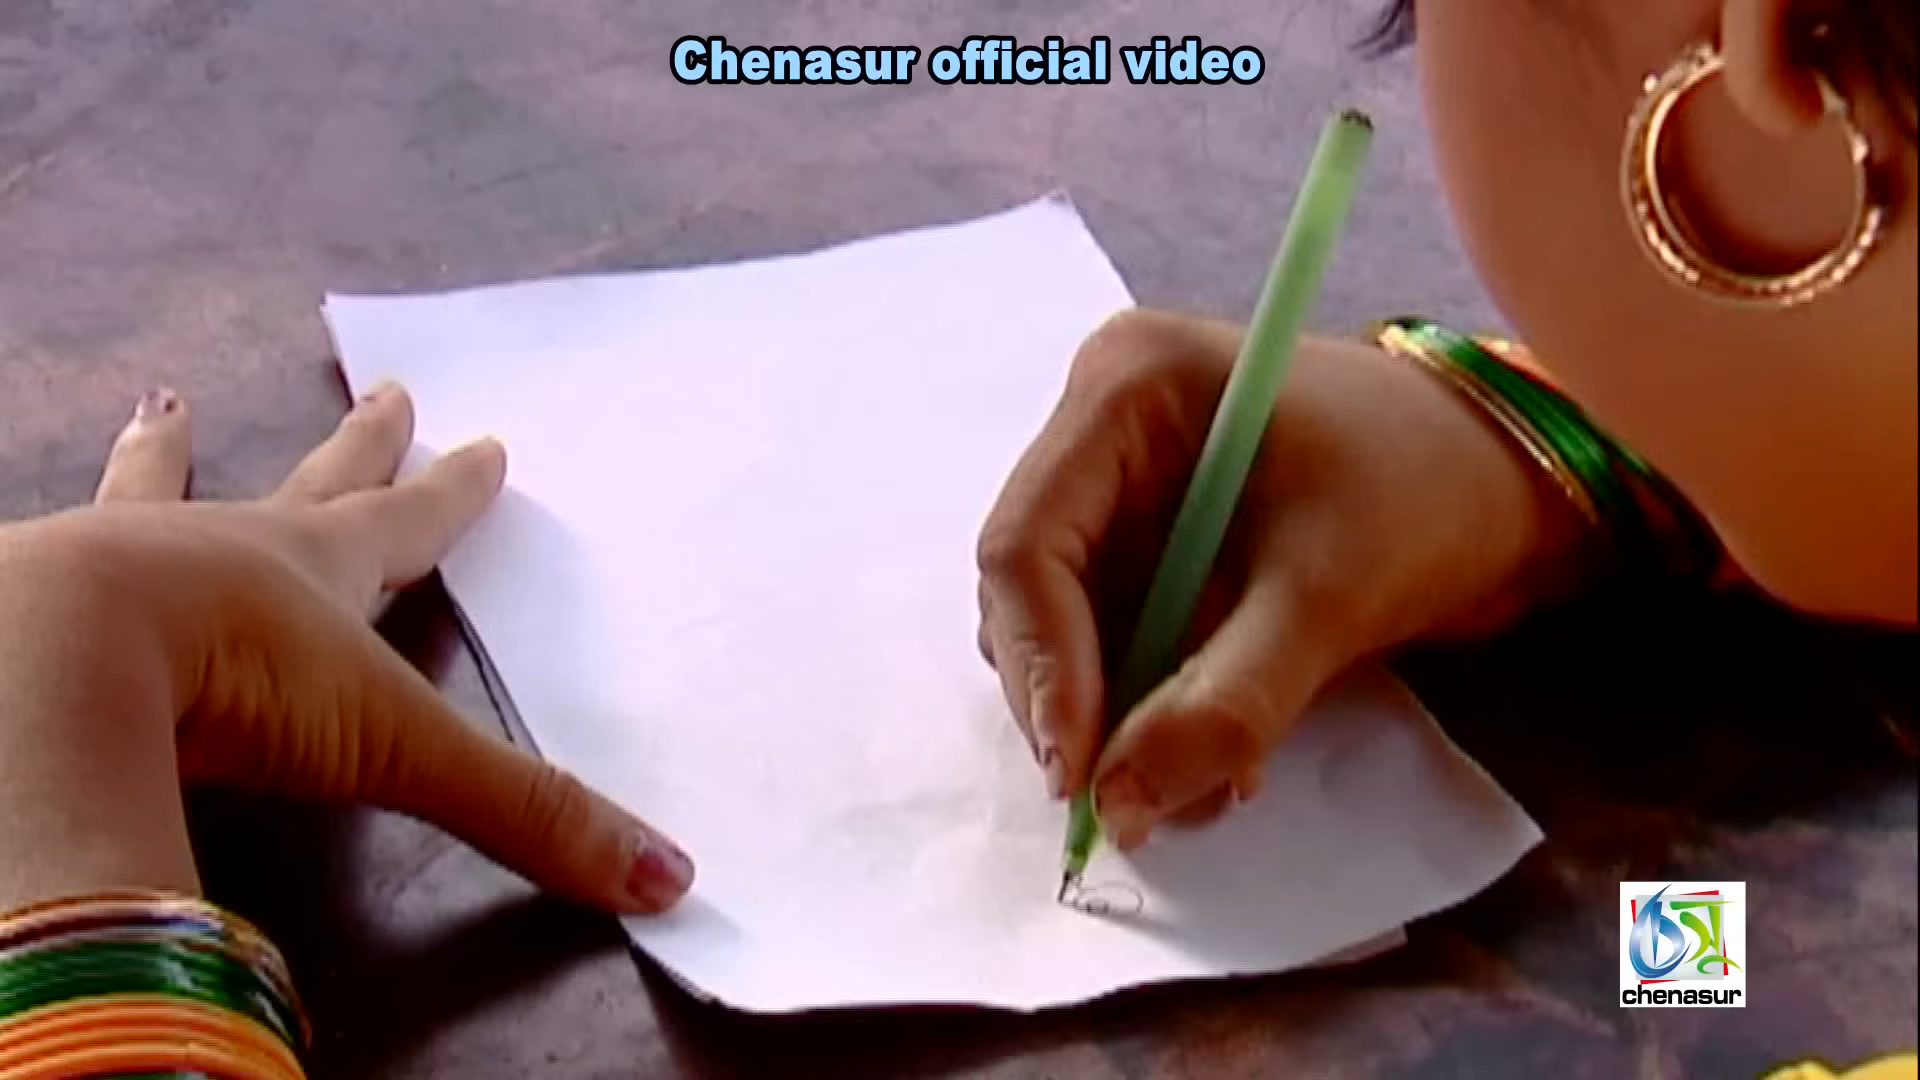 Chenasur official video
চেনাসুর
chenasur